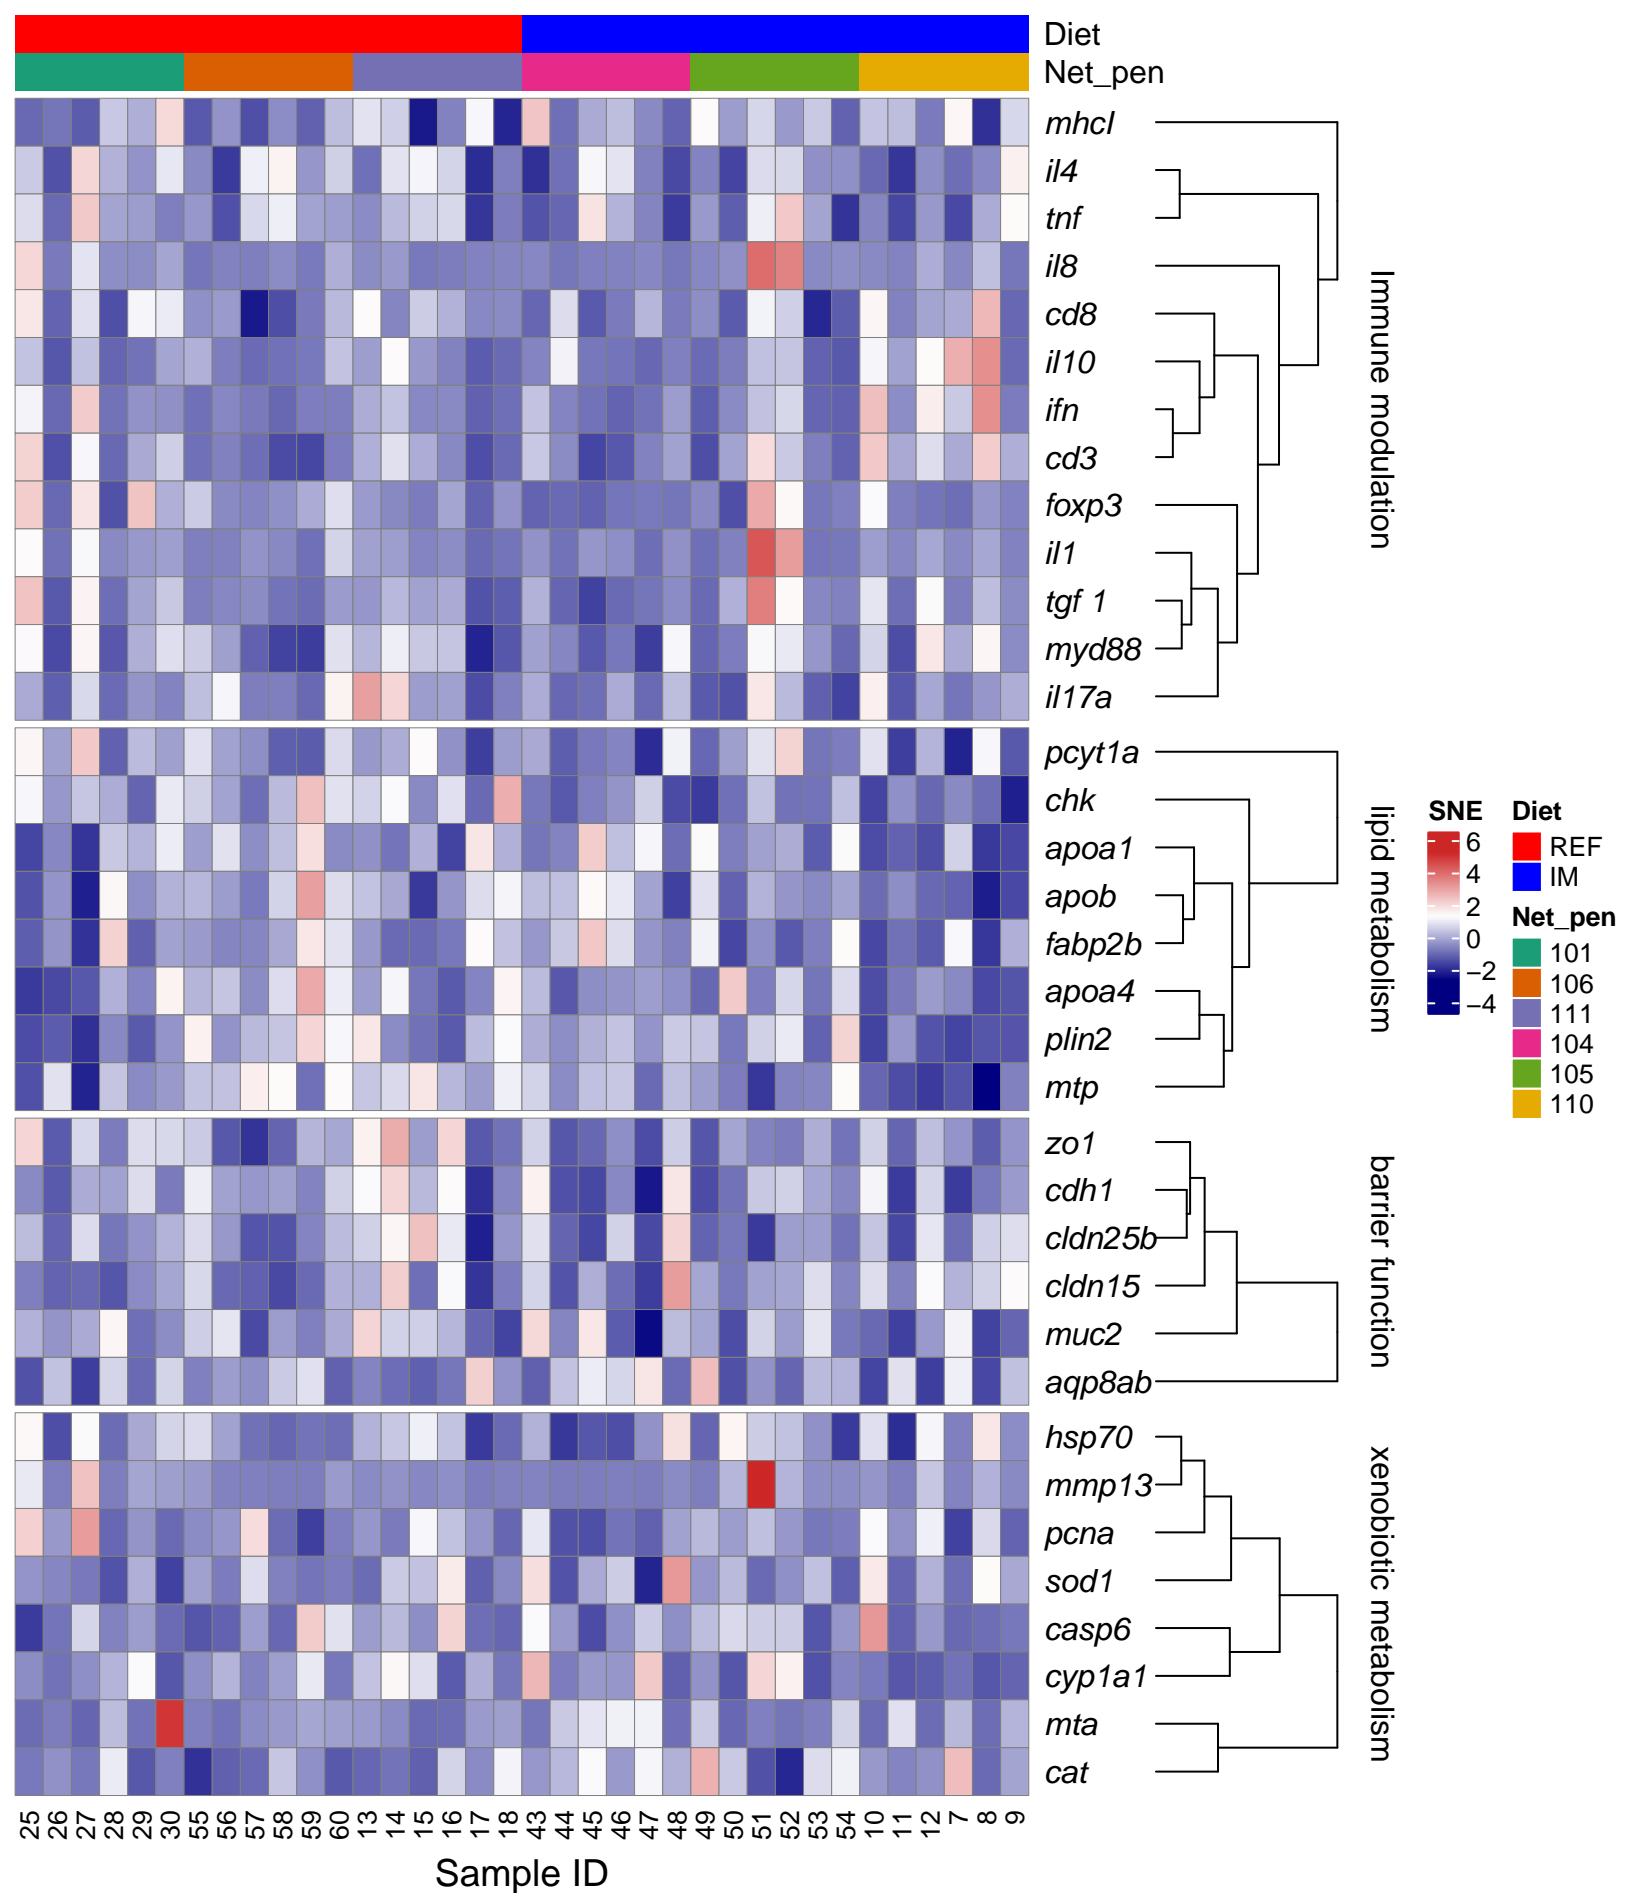 Diet
Net_pen
mhcI
il4
tnf
il8
cd8
il10
ifn
cd3
foxp3
il1
tgf 1
myd88
il17a
Immune modulation
pcyt1a
chk
apoa1
apob
fabp2b
apoa4
plin2
mtp
lipid metabolism
zo1
cdh1
cldn25b
cldn15
muc2
aqp8ab
barrier function
hsp70
mmp13
pcna
sod1
casp6
cyp1a1
mta
cat
xenobiotic metabolism
25 26 27 28 29 30 55 56 57 58 59 60 13 14 15 16 17 18 43 44 45 46 47 48 49 50 51 52 53 54 10 11 12 7 8 9
Sample ID
SNE
6
4
2
0
−2
−4
Diet
REF
IM
Net_pen
101
106
111
104
105
110